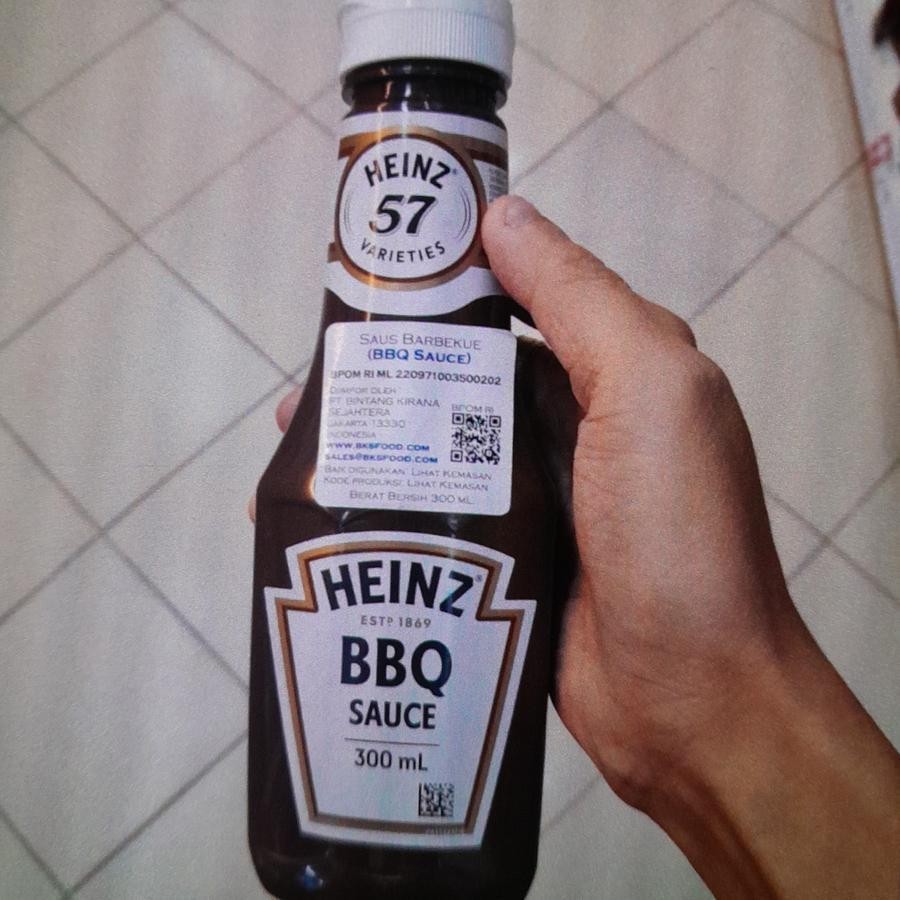 HEINZ
57
VARIETIES
SAUS BARBEKUE
(BBQ SAUCE)
BPOM RI ML 220971003500202
DIIMPOR OLEH
PT BINTANG KIRANA
SEJAHTERA
JAKARTA 13330
INDONESIA
BPOM RI
WWW.BKSFOOD.COM
SALES@BKSFOOD.COM
BAIK DIGUNAKAN: LIHAT KEMASAN
KODE PRODUKSI: LIHAT KEMASAN
BERAT BERSIH 300 ML
HEINZ
ESTD 1869
BBQ
SAUCE
300 mL